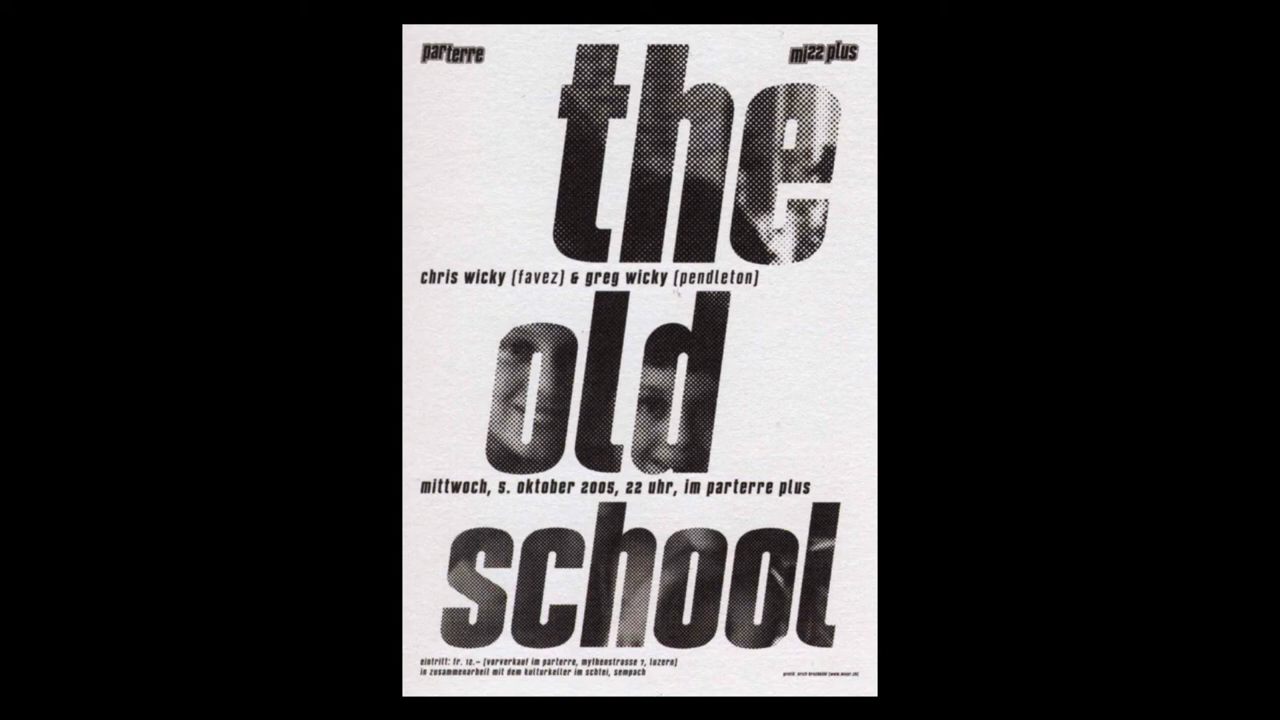 parterre
mizz plus
the
chris wicky (favez) & greg wicky (pendleton)
old
mittwoch, 5. oktober 2005, 22 uhr, im parterre plus
school
eintritt: fr. 12.– (vorverkauf im parterre, mythenstrasse 7, luzern)
in zusammenarbeit mit dem kulturkeller im schtei, sempach